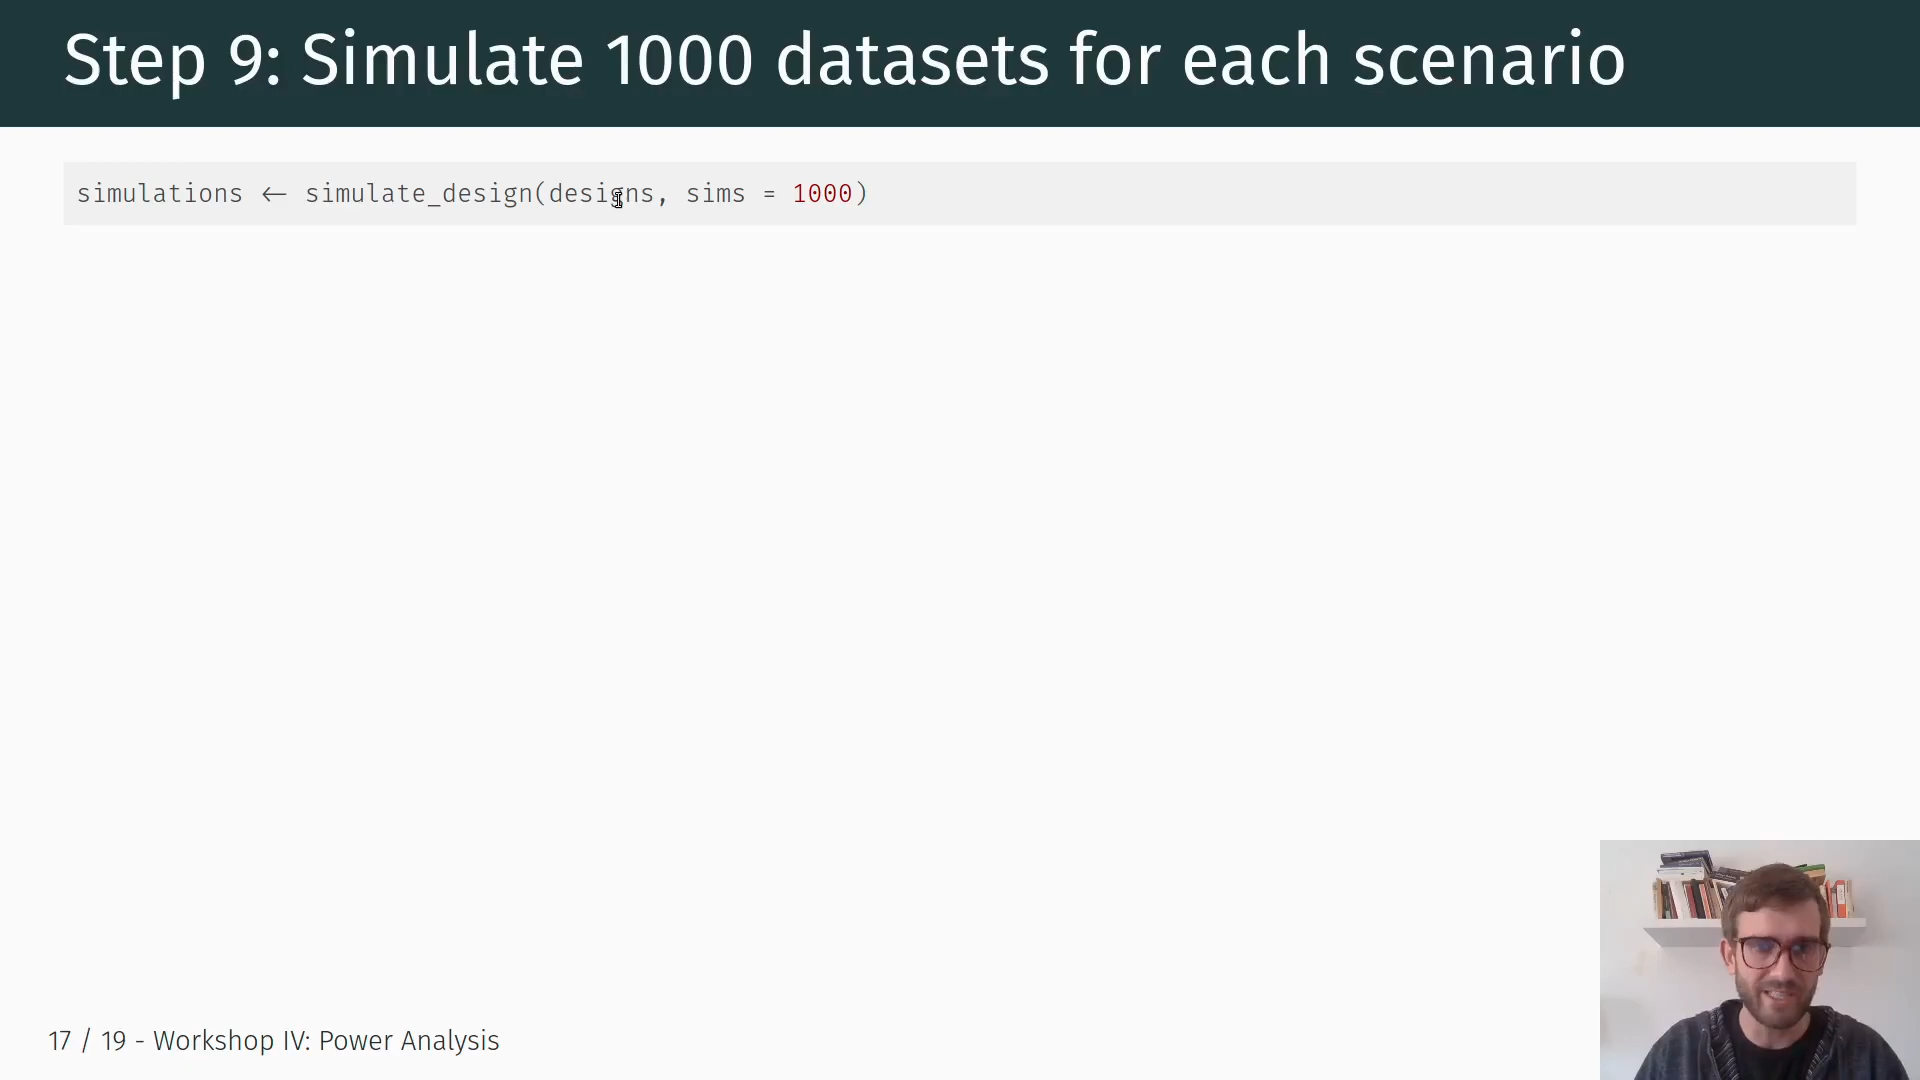 Step 9: Simulate 1000 datasets for each scenario
simulations ← simulate_design(designs, sims = 1000)
17 / 19 - Workshop IV: Power Analysis